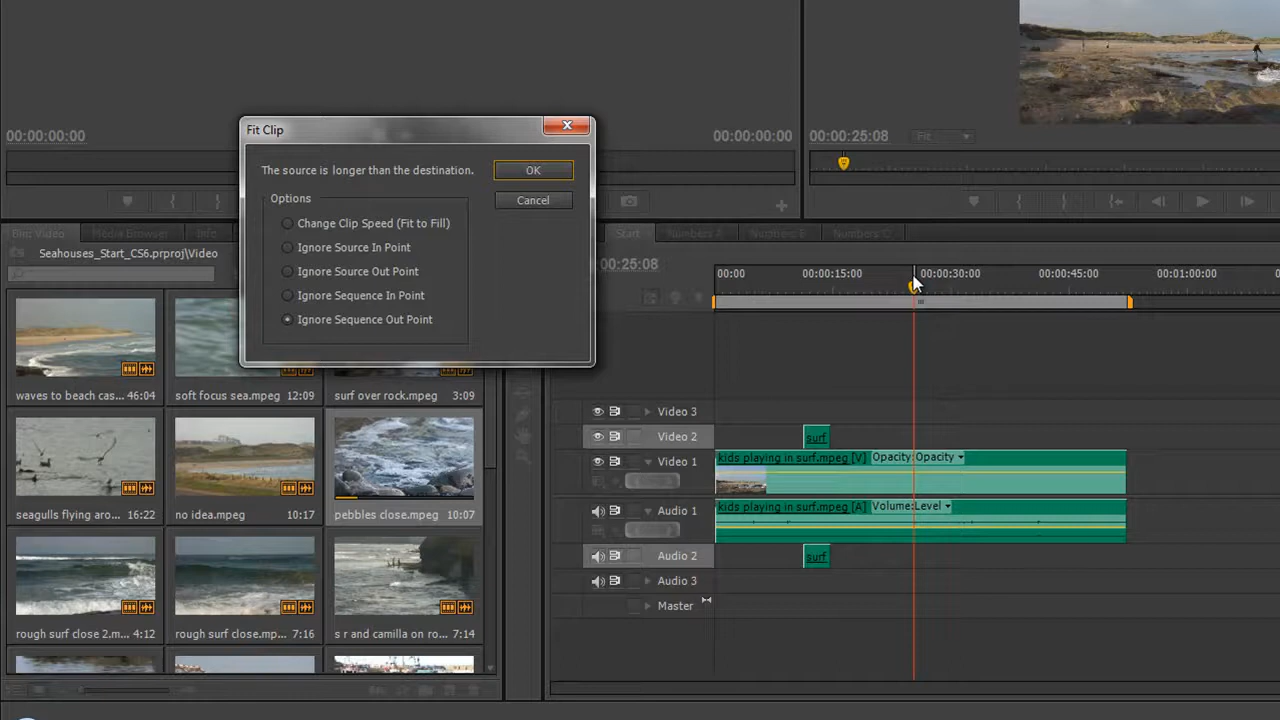 00:00:00:00
00:00:00:00
00:00:25:08
Fit
Fit Clip
The source is longer than the destination.
OK
Cancel
Options
Change Clip Speed (Fit to Fill)
Ignore Source In Point
Ignore Source Out Point
Ignore Sequence In Point
Ignore Sequence Out Point
Bin: Video
Media Browser
Info
Seahouses_Start_CS6.prproj\Video
waves to beach cas... 46:04
soft focus sea.mpeg 12:09
surf over rock.mpeg 3:09
seagulls flying aro... 16:22
no idea.mpeg 10:17
pebbles close.mpeg 10:07
rough surf close 2.m... 4:12
rough surf close.mp... 7:16
s r and camilla on ro... 7:14
Start
Numbers A
Numbers B
Numbers C
00:25:08
00:00
00:00:15:00
00:00:30:00
00:00:45:00
00:01:00:00
Video 3
Video 2
surf
Video 1
kids playing in surf.mpeg [V] Opacity:Opacity
Audio 1
kids playing in surf.mpeg [A] Volume:Level
Audio 2
surf
Audio 3
Master